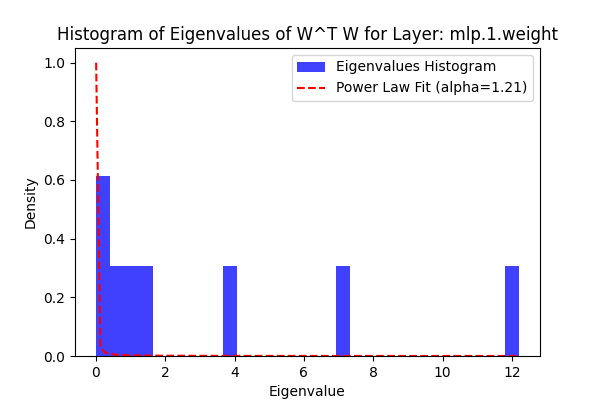 Histogram of Eigenvalues of W^T W for Layer: mlp.1.weight
Eigenvalues Histogram
Power Law Fit (alpha=1.21)
Density
1.0
0.8
0.6
0.4
0.2
0.0
0 2 4 6 8 10 12
Eigenvalue